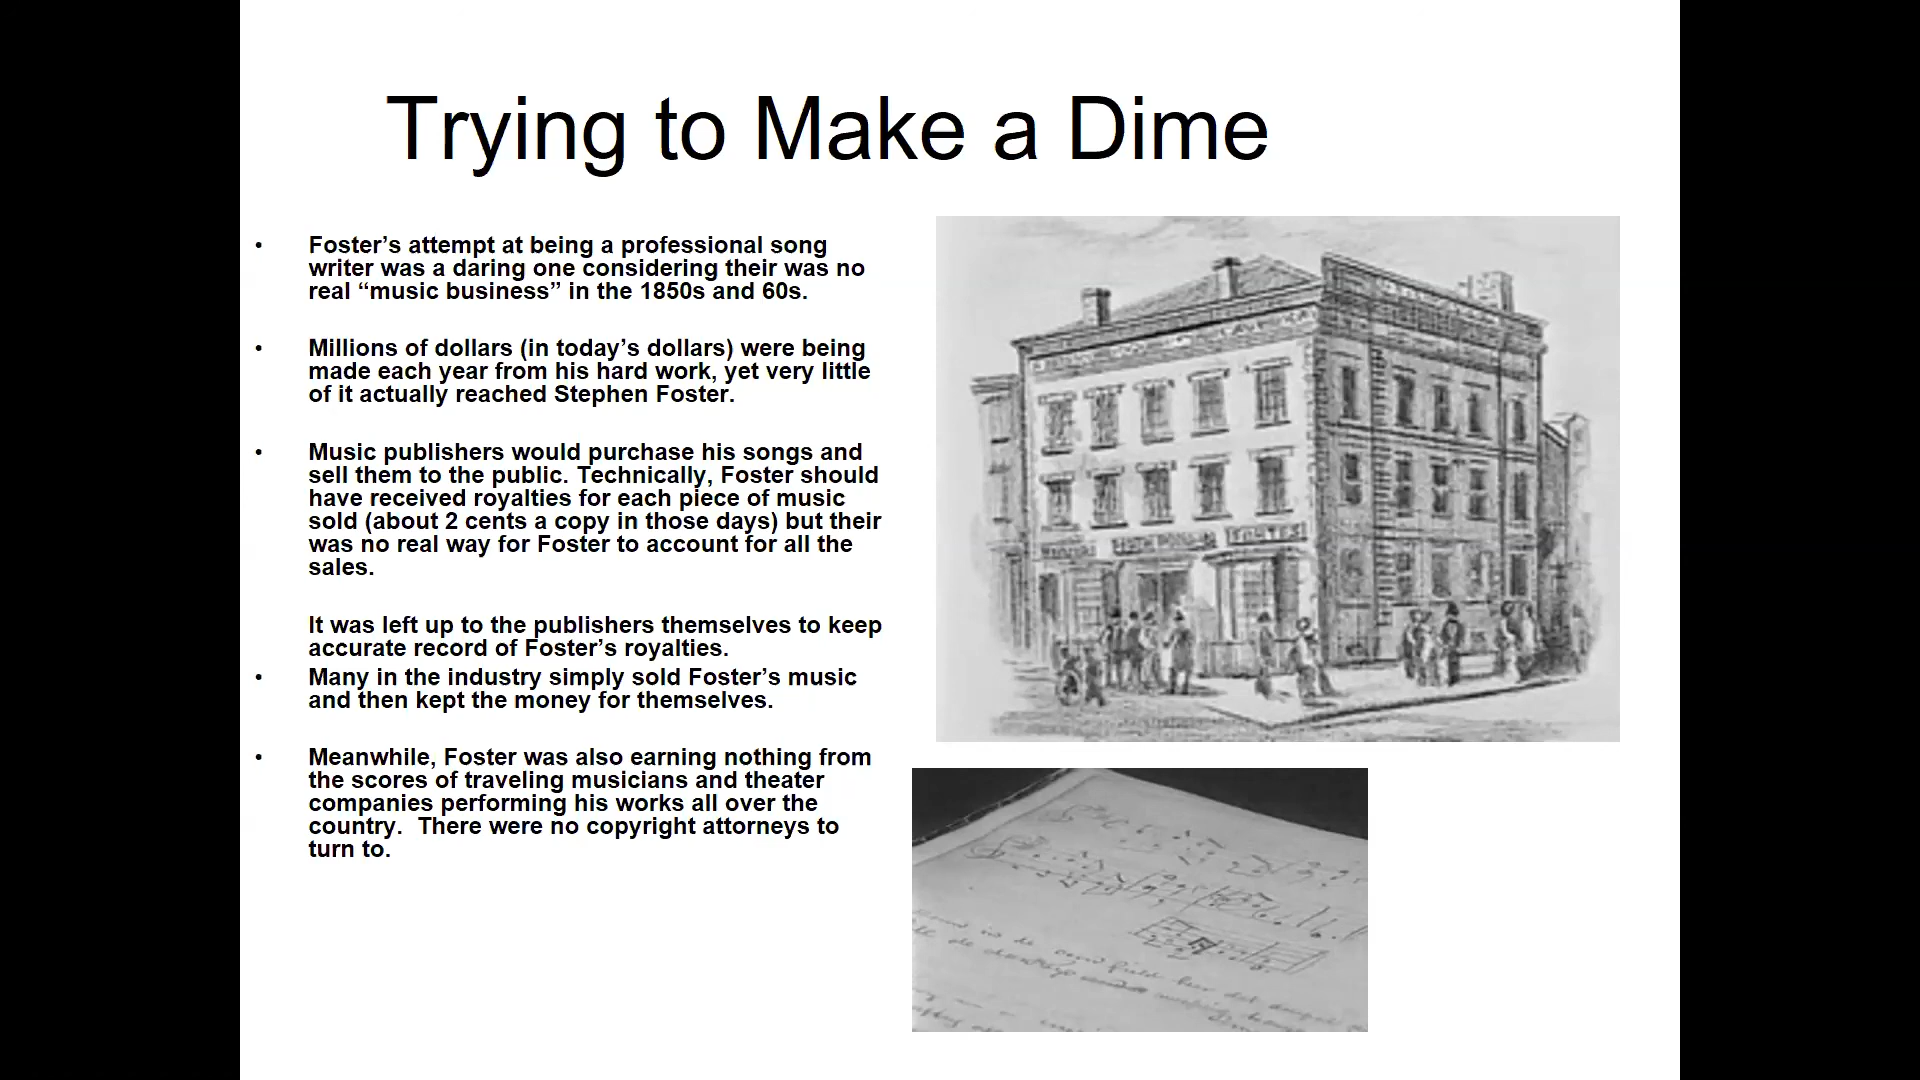 Trying to Make a Dime
• Foster’s attempt at being a professional song
writer was a daring one considering their was no
real “music business” in the 1850s and 60s.
• Millions of dollars (in today’s dollars) were being
made each year from his hard work, yet very little
of it actually reached Stephen Foster.
• Music publishers would purchase his songs and
sell them to the public. Technically, Foster should
have received royalties for each piece of music
sold (about 2 cents a copy in those days) but their
was no real way for Foster to account for all the
sales.
It was left up to the publishers themselves to keep
accurate record of Foster’s royalties.
• Many in the industry simply sold Foster’s music
and then kept the money for themselves.
• Meanwhile, Foster was also earning nothing from
the scores of traveling musicians and theater
companies performing his works all over the
country.  There were no copyright attorneys to
turn to.